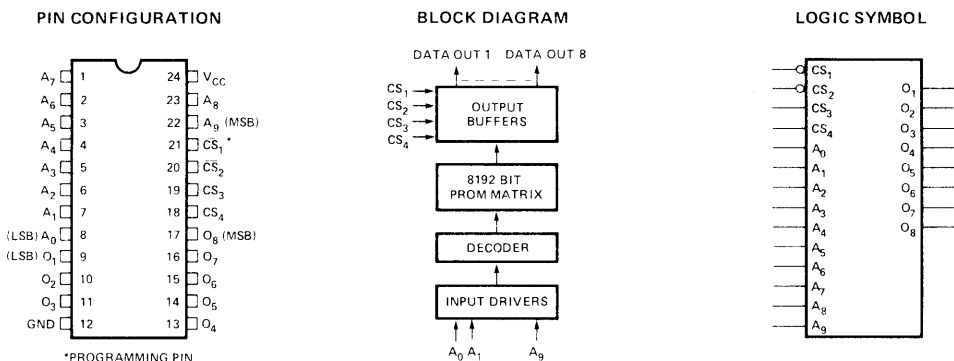 PIN CONFIGURATION
A7 1 24 VCC
A6 2 23 A8
A5 3 22 A9 (MSB)
A4 4 21 C̅S̅1 *
A3 5 20 C̅S̅2
A2 6 19 CS3
A1 7 18 CS4
(LSB) A0 8 17 O8 (MSB)
(LSB) O1 9 16 O7
O2 10 15 O6
O3 11 14 O5
GND 12 13 O4
*PROGRAMMING PIN
BLOCK DIAGRAM
DATA OUT 1 DATA OUT 8
CS1
CS2
CS3
CS4
OUTPUT
BUFFERS
8192 BIT
PROM MATRIX
DECODER
INPUT DRIVERS
A0 A1 A9
LOGIC SYMBOL
CS1
CS2
CS3
CS4
A0
A1
A2
A3
A4
A5
A6
A7
A8
A9
O1
O2
O3
O4
O5
O6
O7
O8